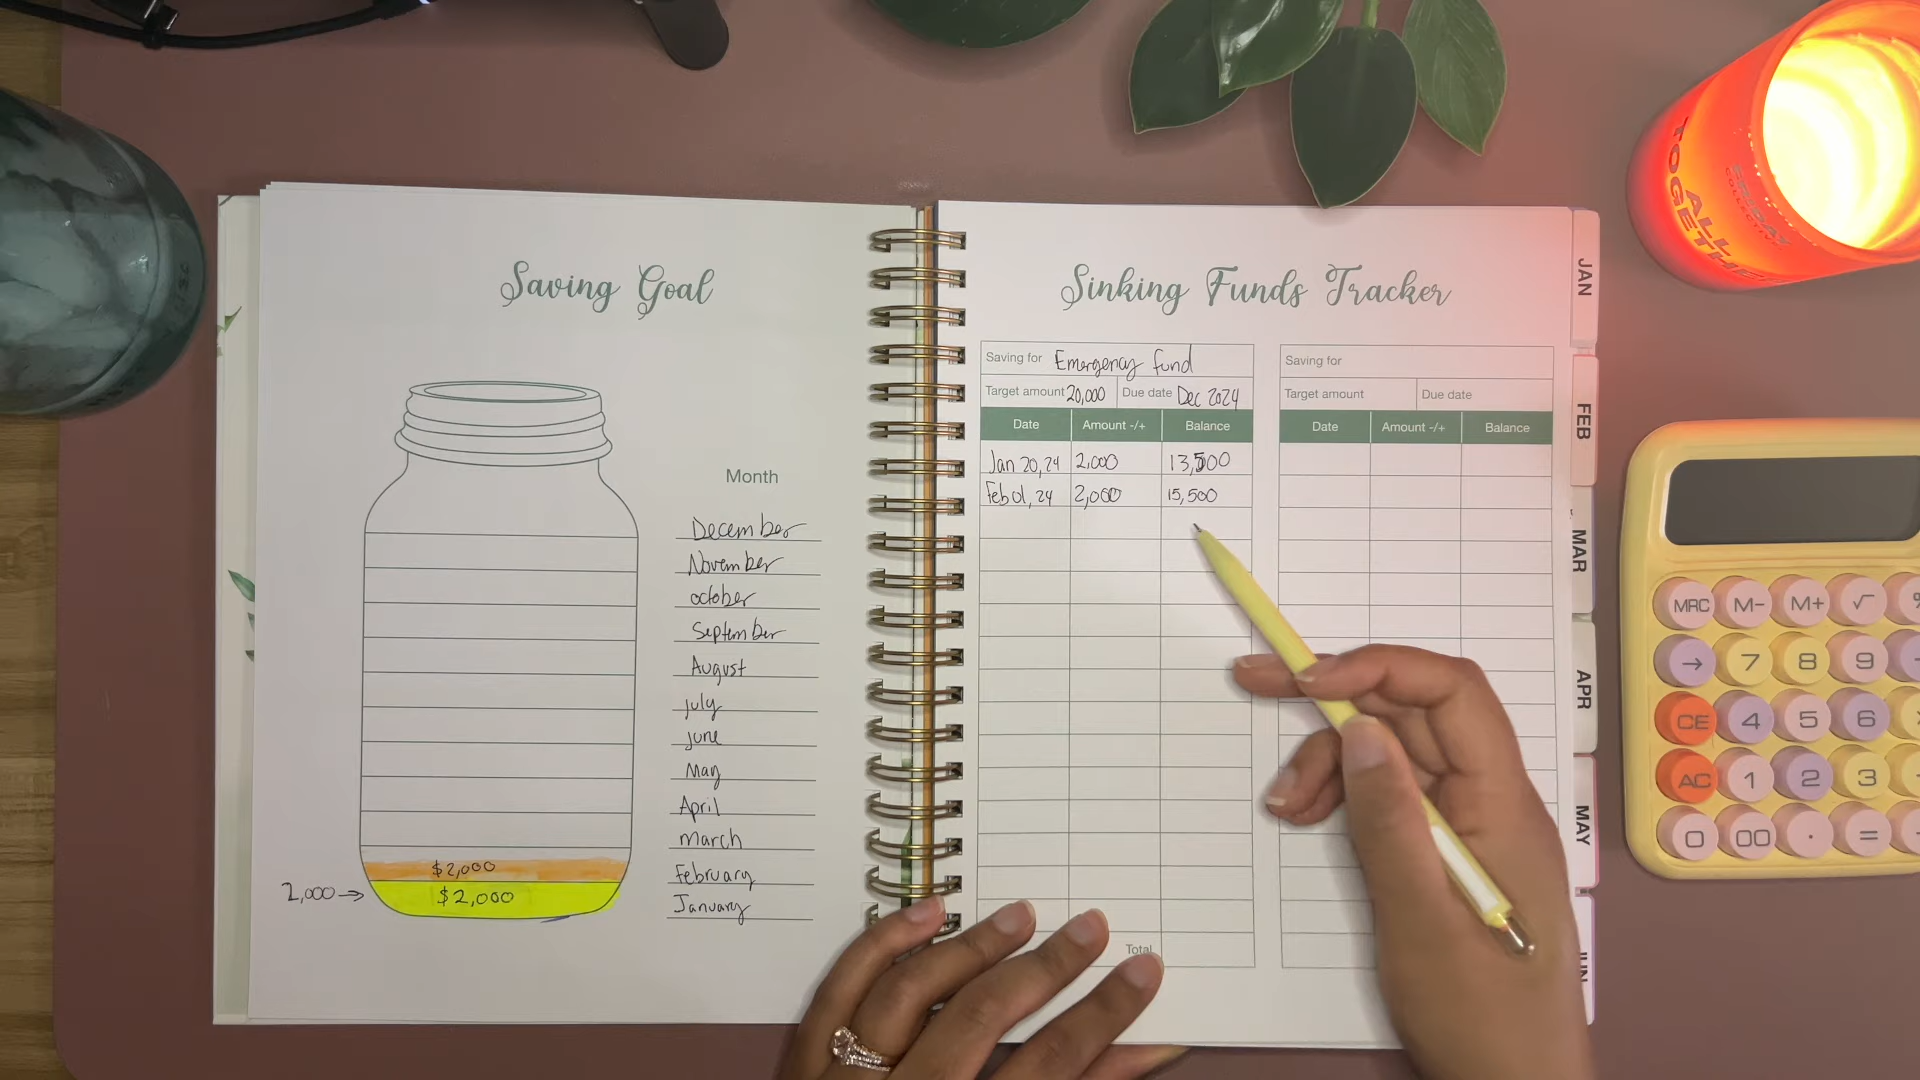 Saving Goal
Month
December
November
october
September
August
july
june
May
April
march
February
January
$2,000
2,000 → $2,000
Sinking Funds Tracker
Saving for Emergency fund
Target amount 20,000 Due date Dec 2024
Date Amount -/+ Balance
Jan 20,24 2,000 13,500
Feb 01, 24 2,000 15,500
Total
Saving for
Target amount Due date
Date Amount -/+ Balance
JAN
FEB
MAR
APR
MAY
JUN
ALL
MRC M- M+ √ %
→ 7 8 9
CE 4 5 6
AC 1 2 3
0 00 · =